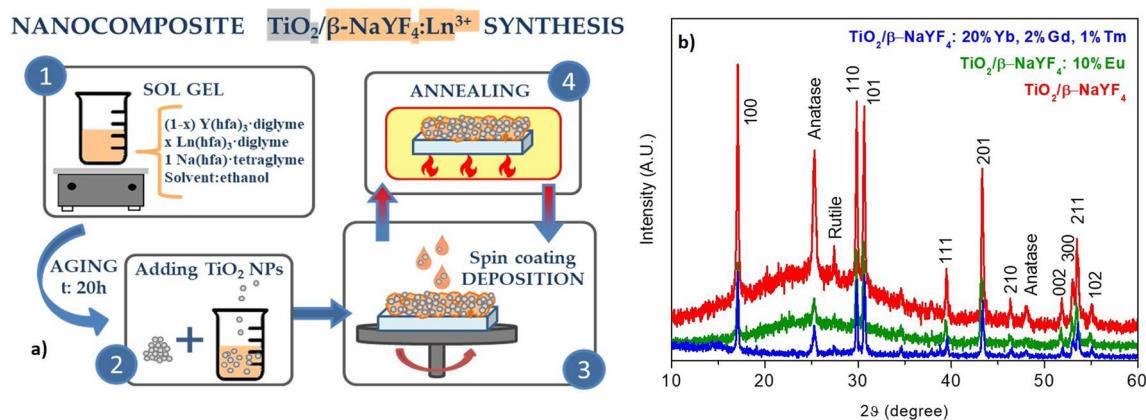 NANOCOMPOSITE TiO₂/β-NaYF₄:Ln³⁺ SYNTHESIS
1
SOL GEL
(1-x) Y(hfa)₃·diglyme
x Ln(hfa)₃·diglyme
1 Na(hfa)·tetraglyme
Solvent:ethanol
4
ANNEALING
AGING
t: 20h
Adding TiO₂ NPs
+
2
Spin coating
DEPOSITION
3
a)
b)
TiO₂/β–NaYF₄: 20% Yb, 2% Gd, 1% Tm
TiO₂/β–NaYF₄: 10% Eu
TiO₂/β–NaYF₄
Intensity (A.U.)
100
Anatase
Rutile
110
101
111
201
210
Anatase
002
300
211
102
10 20 30 40 50 60
2ϑ (degree)